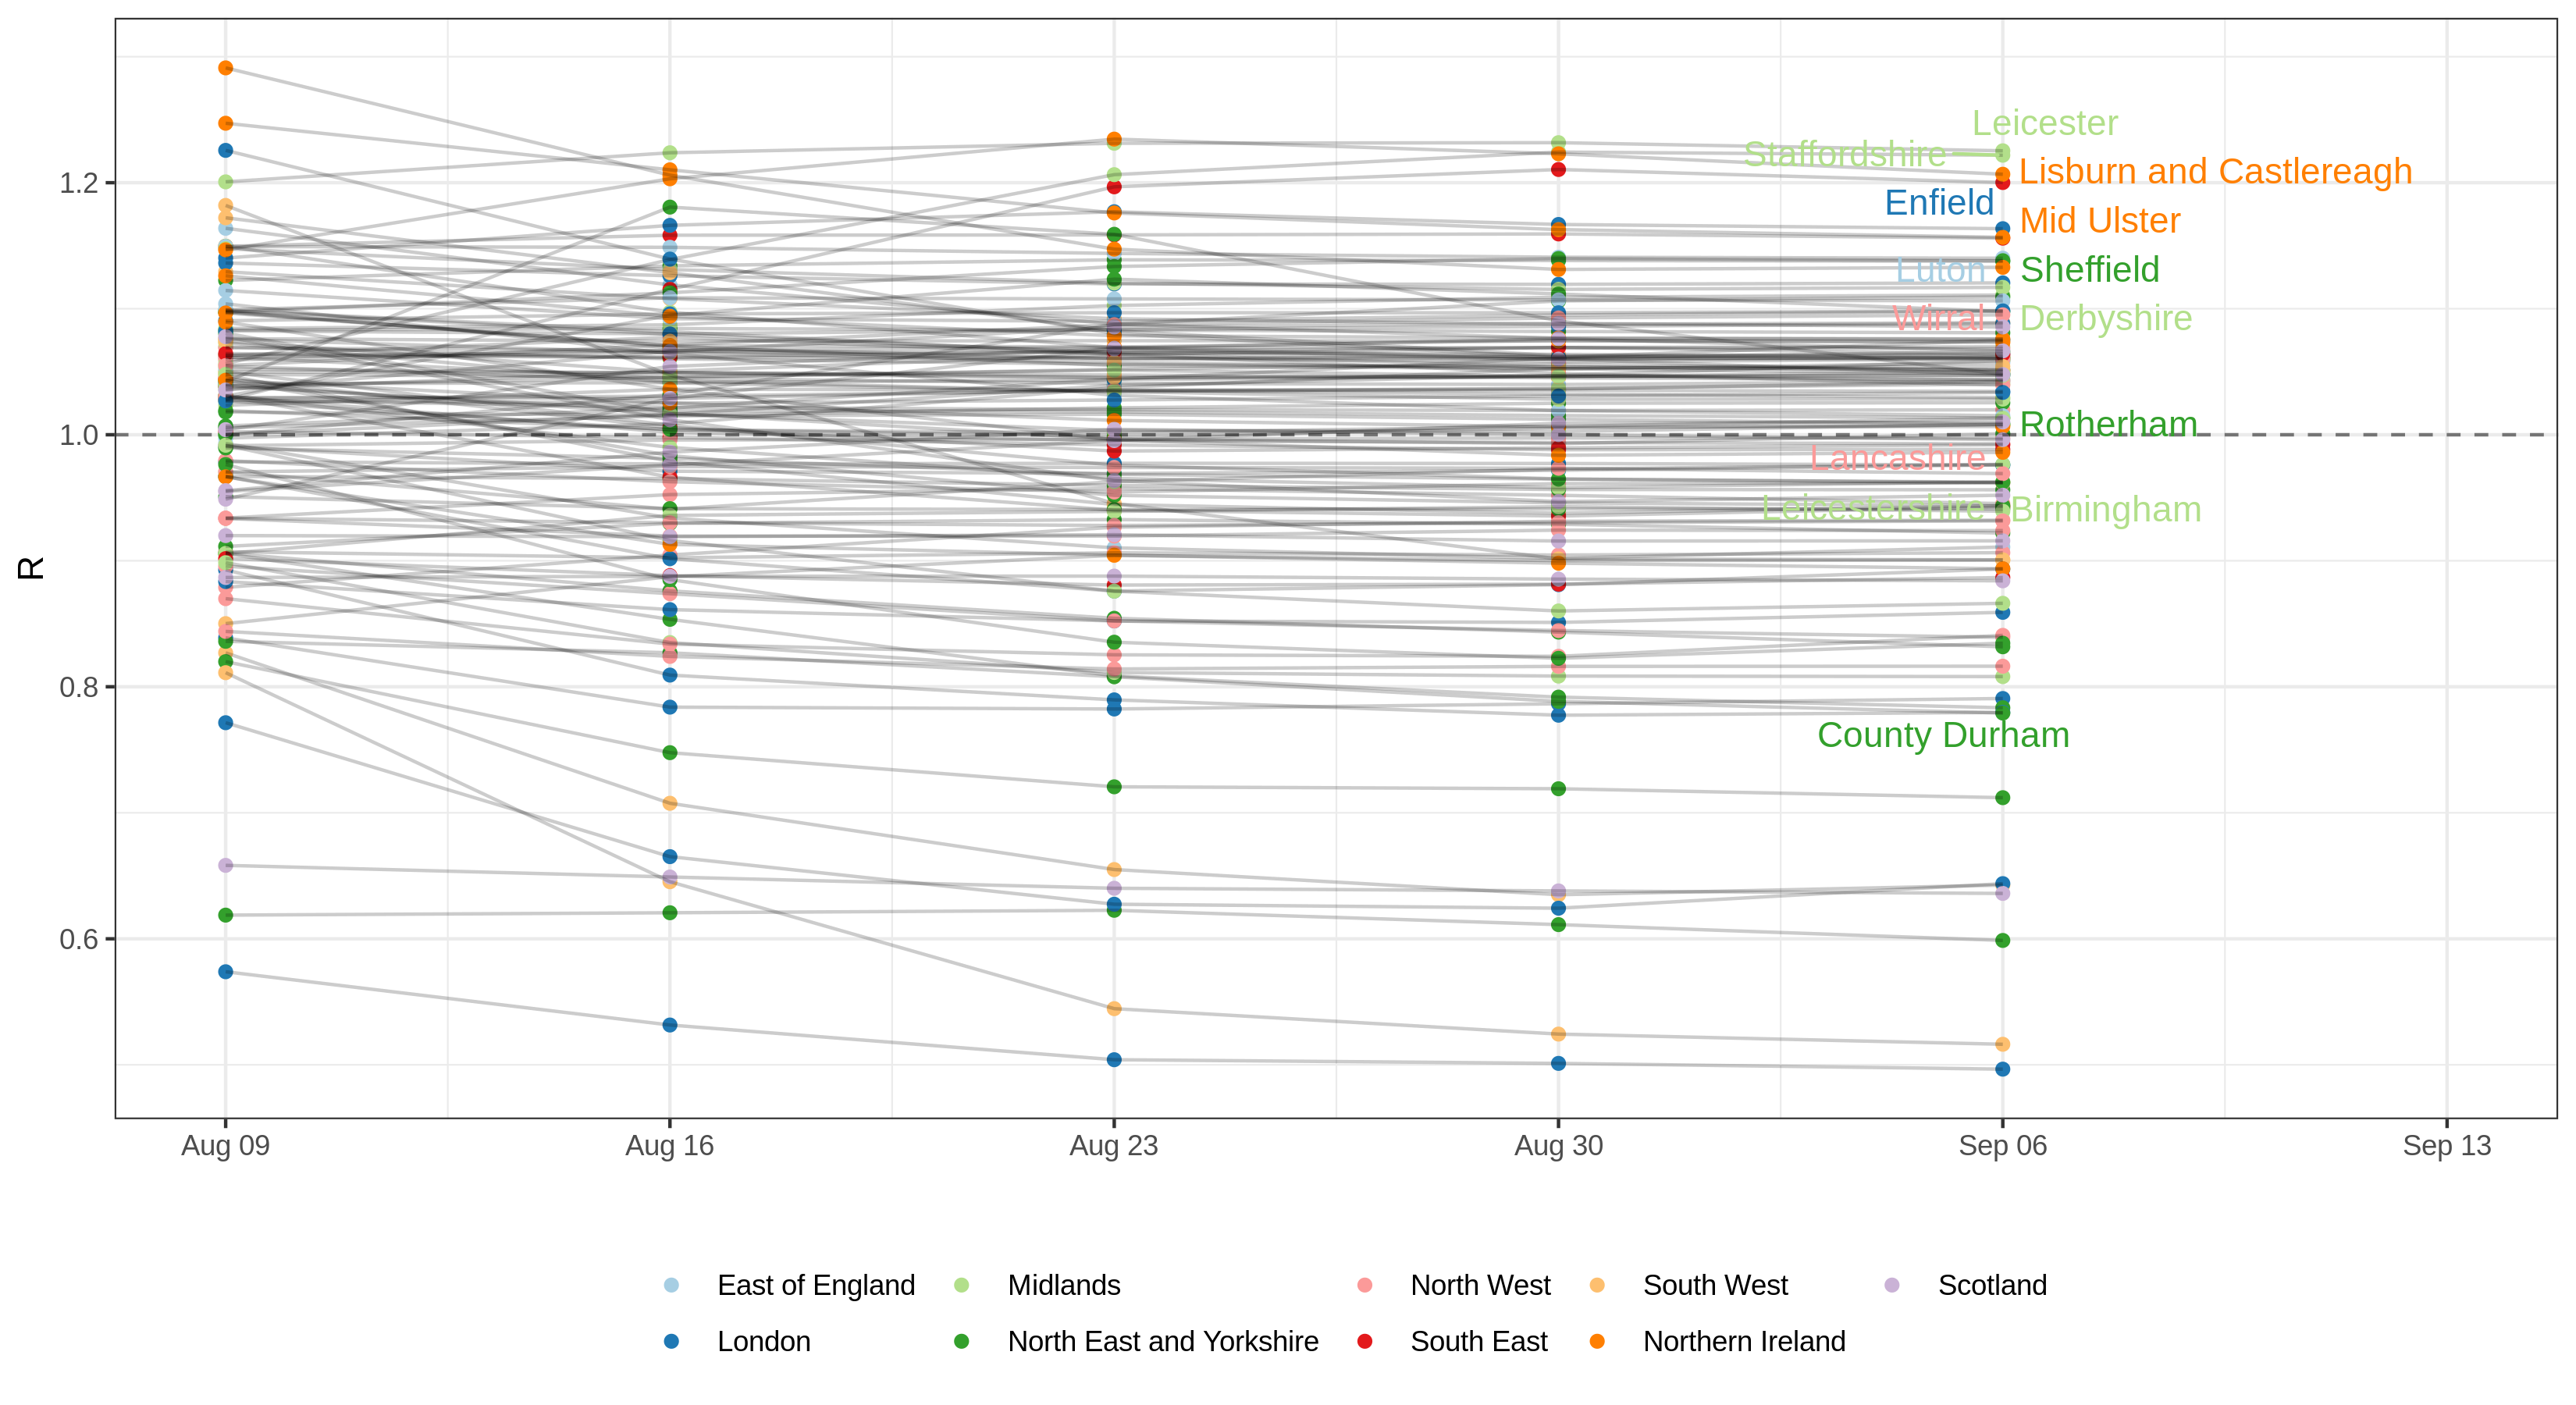 Leicester
Staffordshire
Lisburn and Castlereagh
1.2
Enfield
Mid Ulster
Luton
Sheffield
Wirral
Derbyshire
Rotherham
1.0
Lancashire
Leicestershire
Birmingham
R
0.8
County Durham
0.6
Aug 09
Aug 16
Aug 23
Aug 30
Sep 06
Sep 13
East of England
Midlands
North West
South West
Scotland
London
North East and Yorkshire
South East
Northern Ireland